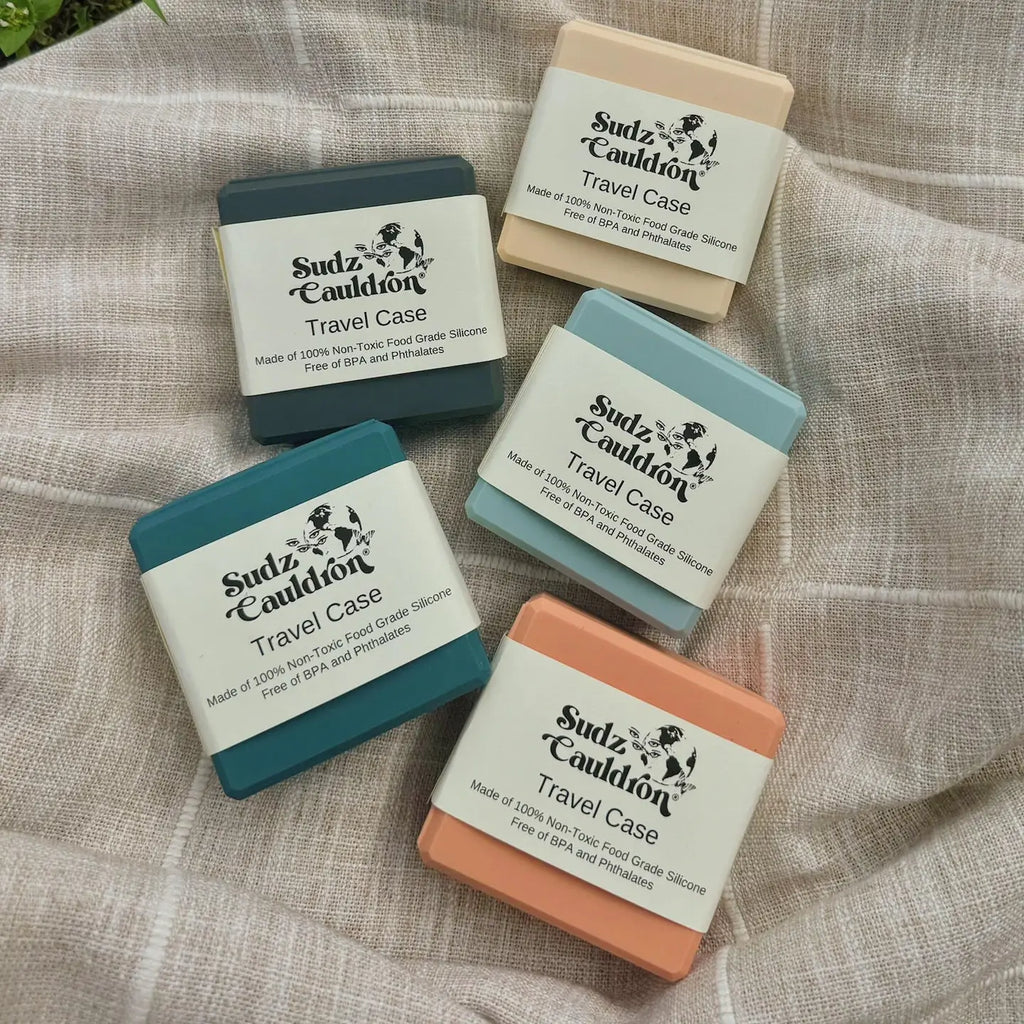 Sudz
Cauldron®
Travel Case
Made of 100% Non-Toxic Food Grade Silicone
Free of BPA and Phthalates
Sudz
Cauldron®
Travel Case
Made of 100% Non-Toxic Food Grade Silicone
Free of BPA and Phthalates
Sudz
Cauldron®
Travel Case
Made of 100% Non-Toxic Food Grade Silicone
Free of BPA and Phthalates
Sudz
Cauldron®
Travel Case
Made of 100% Non-Toxic Food Grade Silicone
Free of BPA and Phthalates
Sudz
Cauldron®
Travel Case
Made of 100% Non-Toxic Food Grade Silicone
Free of BPA and Phthalates